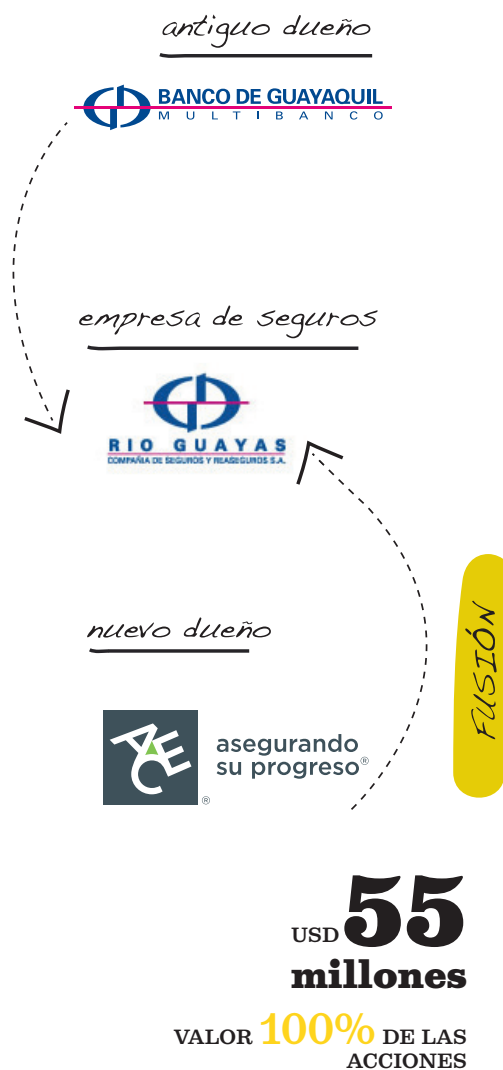 antiguo dueño
BANCO DE GUAYAQUIL
MULTIBANCO
empresa de seguros
RIO GUAYAS
COMPAÑIA DE SEGUROS Y REASEGUROS S.A.
nuevo dueño
ACE
asegurando
su progreso®
®
FUSIÓN
USD 55
millones
VALOR 100% DE LAS
ACCIONES